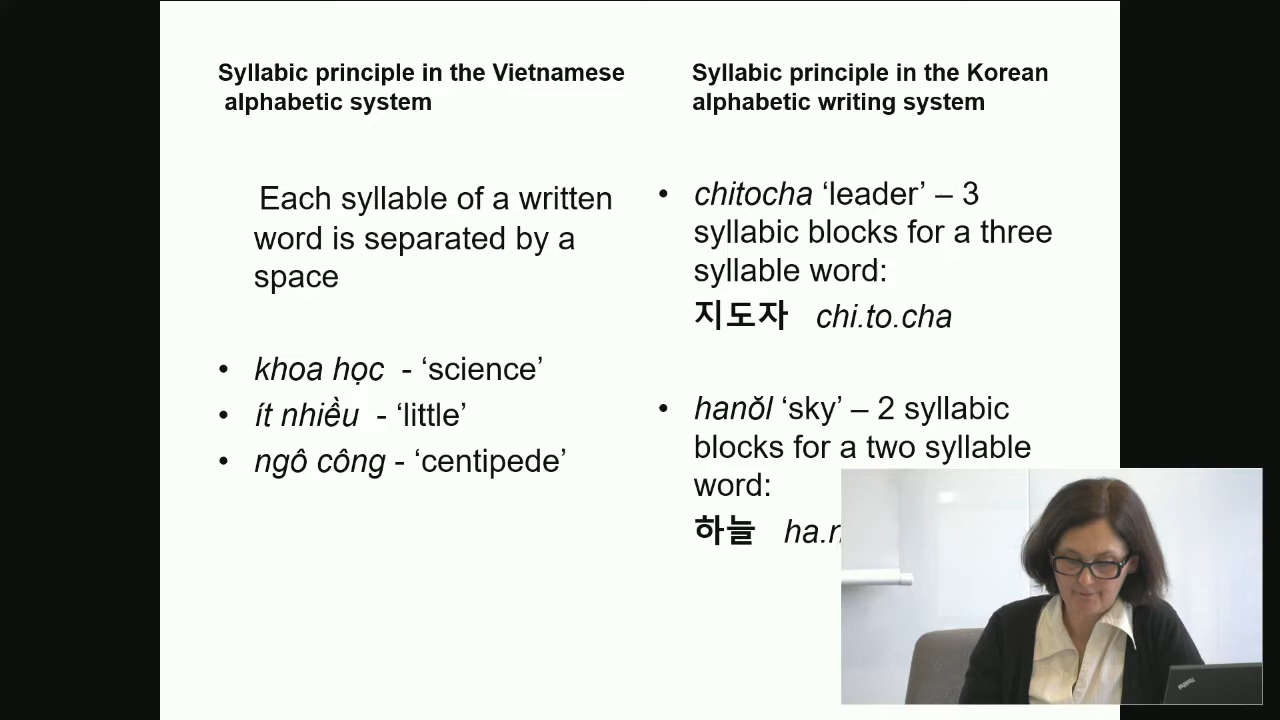 Syllabic principle in the Vietnamese
alphabetic system
Each syllable of a written
word is separated by a
space
• khoa học - ‘science’
• ít nhiều - ‘little’
• ngô công - ‘centipede’
Syllabic principle in the Korean
alphabetic writing system
• chitocha ‘leader’ – 3
syllabic blocks for a three
syllable word:
지도자 chi.to.cha
• hanŏl ‘sky’ – 2 syllabic
blocks for a two syllable
word:
하늘